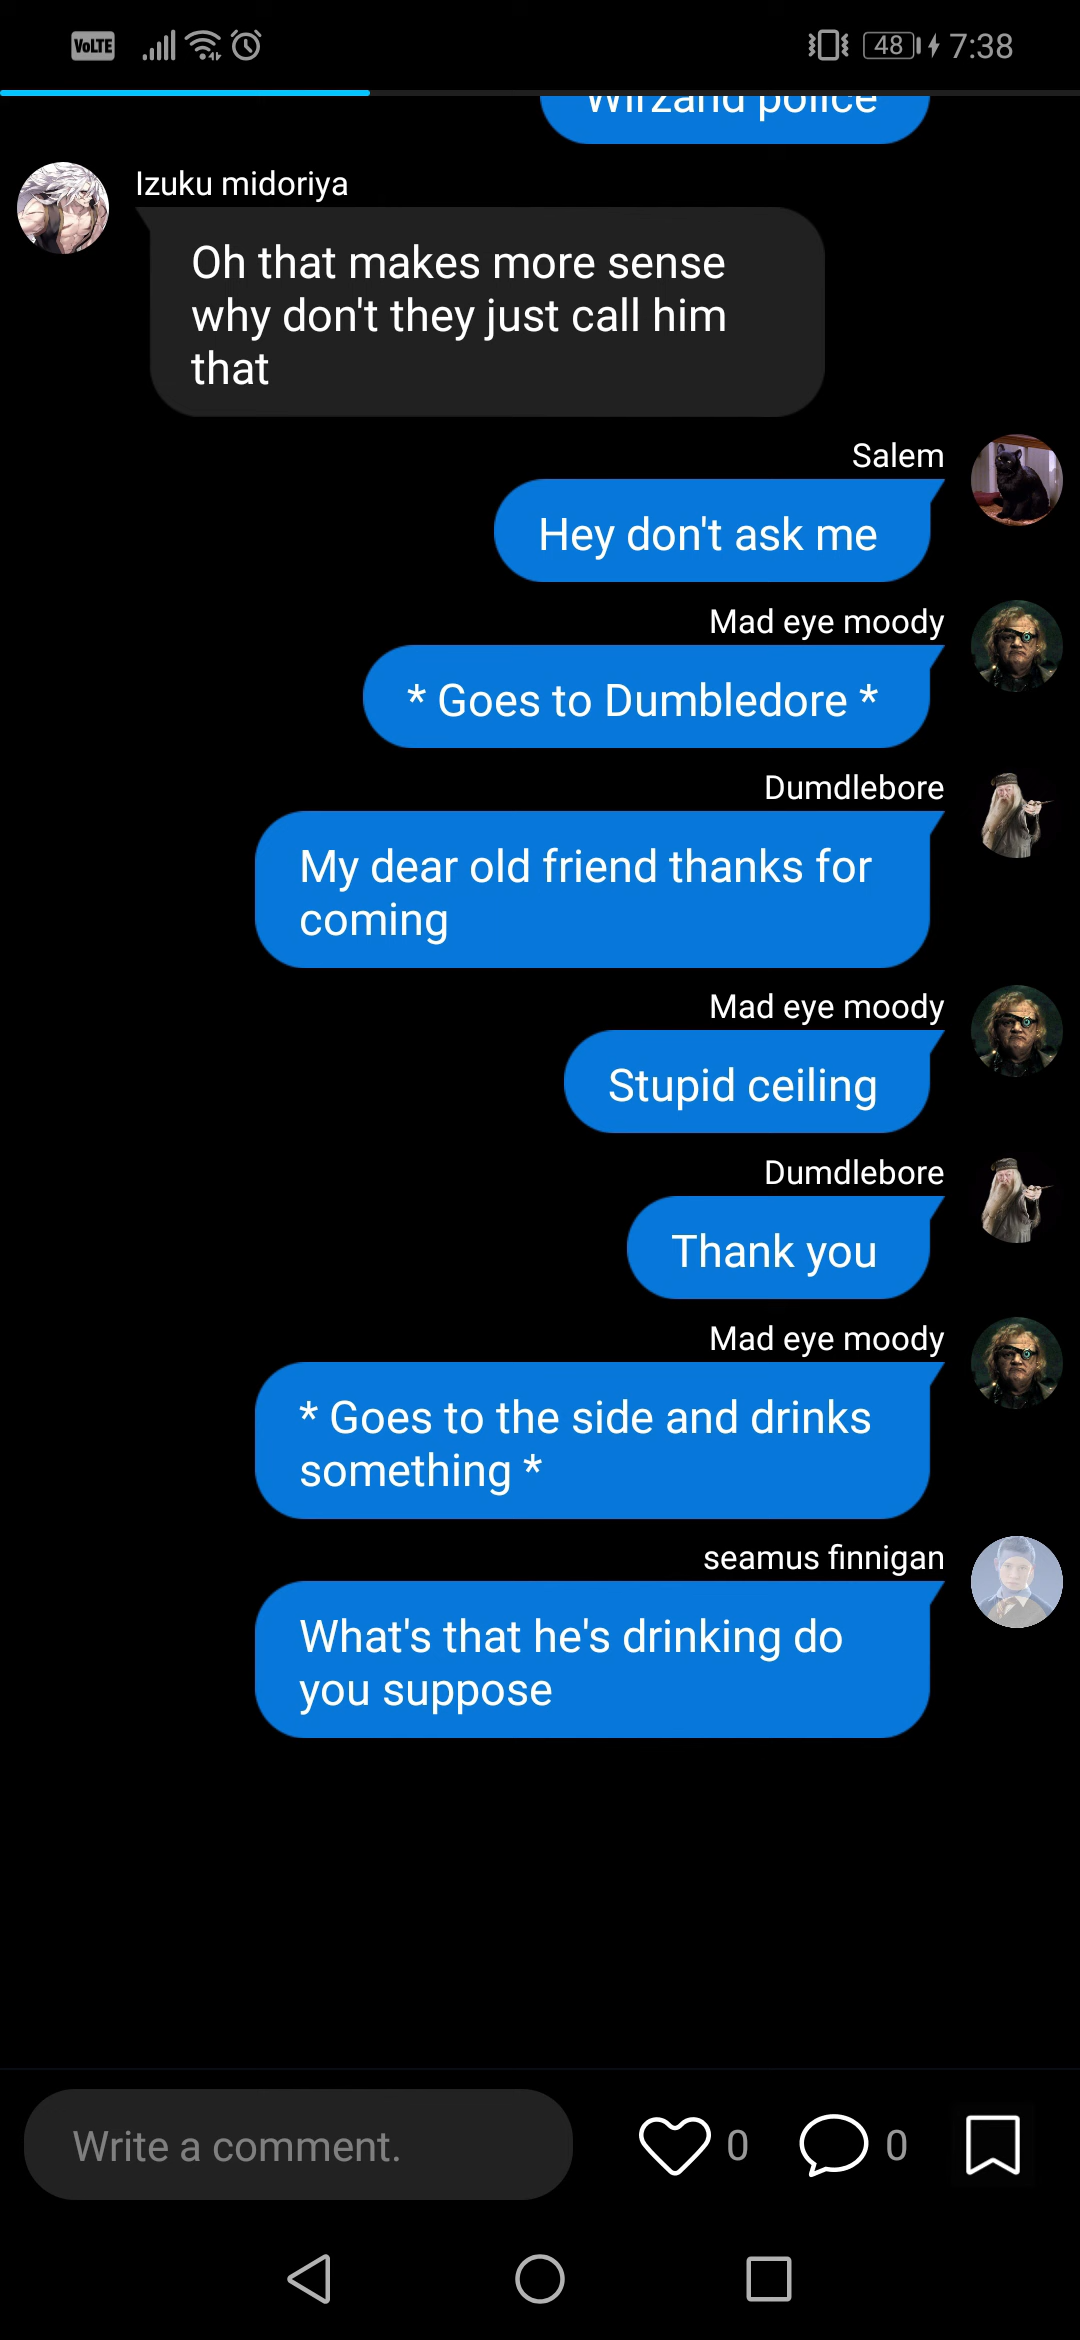 VoLTE 48 7:38
Wirzand police
Izuku midoriya
Oh that makes more sense
why don't they just call him
that
Salem
Hey don't ask me
Mad eye moody
* Goes to Dumbledore *
Dumdlebore
My dear old friend thanks for
coming
Mad eye moody
Stupid ceiling
Dumdlebore
Thank you
Mad eye moody
* Goes to the side and drinks
something *
seamus finnigan
What's that he's drinking do
you suppose
Write a comment. 0 0